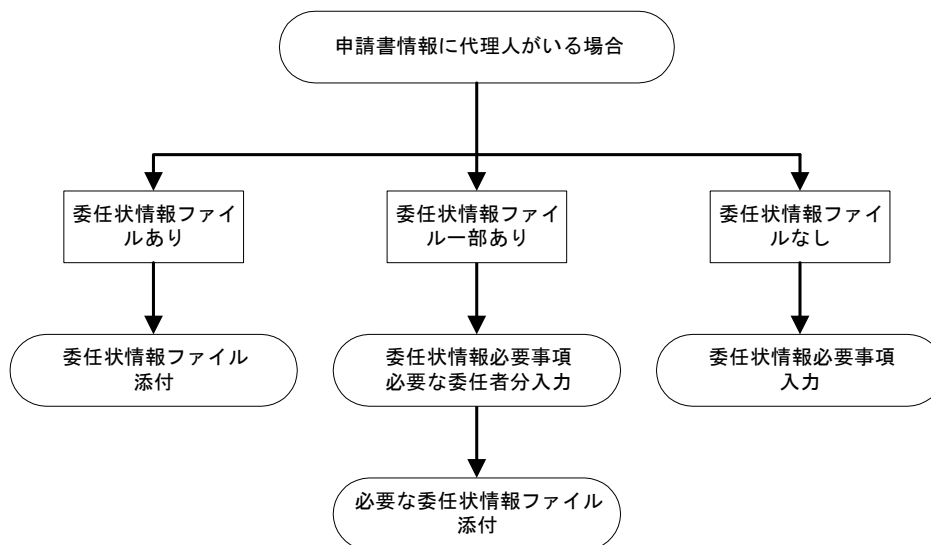 申請書情報に代理人がいる場合
委任状情報ファイ
ルあり
委任状情報ファイ
ル一部あり
委任状情報ファイ
ルなし
委任状情報ファイル
添付
委任状情報必要事項
必要な委任者分入力
委任状情報必要事項
入力
必要な委任状情報ファイル
添付